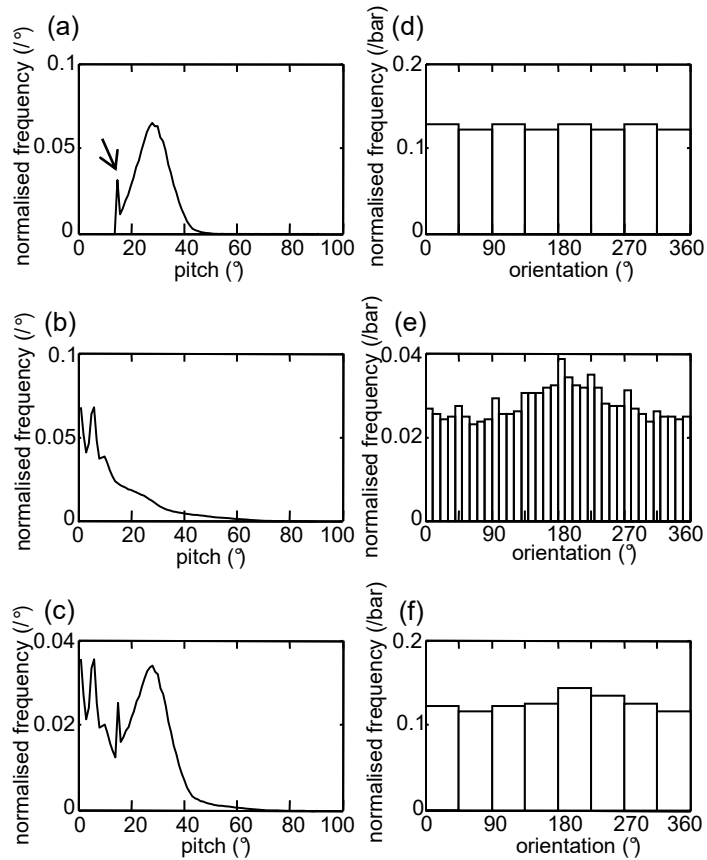 (a)
normalised frequency (/°)
0.1
0.05
0
0 20 40 60 80 100
pitch (°)
(d)
normalised frequency (/bar)
0.2
0.1
0
0 90 180 270 360
orientation (°)
(b)
normalised frequency (/°)
0.1
0.05
0
0 20 40 60 80 100
pitch (°)
(e)
normalised frequency (/bar)
0.04
0.02
0
0 90 180 270 360
orientation (°)
(c)
normalised frequency (/°)
0.04
0.02
0
0 20 40 60 80 100
pitch (°)
(f)
normalised frequency (/bar)
0.2
0.1
0
0 90 180 270 360
orientation (°)